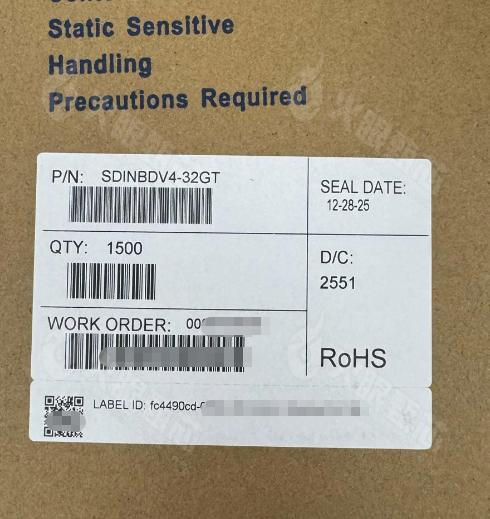 Static Sensitive
Handling
Precautions Required
P/N: SDINBDV4-32GT
SEAL DATE:
12-28-25
QTY: 1500
D/C:
2551
WORK ORDER: 00
RoHS
LABEL ID: fc4490cd-